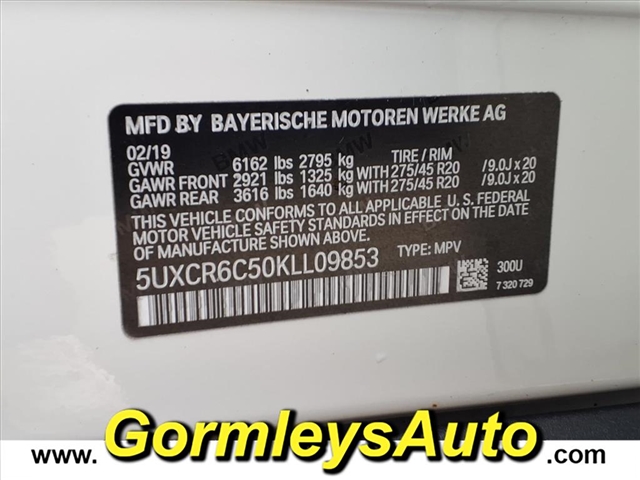 MFD BY BAYERISCHE MOTOREN WERKE AG
02/19
GVWR 6162 lbs 2795 kg TIRE / RIM
GAWR FRONT 2921 lbs 1325 kg WITH 275/45 R20 / 9.0J x 20
GAWR REAR 3616 lbs 1640 kg WITH 275/45 R20 / 9.0J x 20
THIS VEHICLE CONFORMS TO ALL APPLICABLE U.S. FEDERAL
MOTOR VEHICLE SAFETY STANDARDS IN EFFECT ON THE
DATE OF MANUFACTURE SHOWN ABOVE.
5UXCR6C50KLL09853 TYPE: MPV
300U
7 320 729
www.GormleysAuto.com